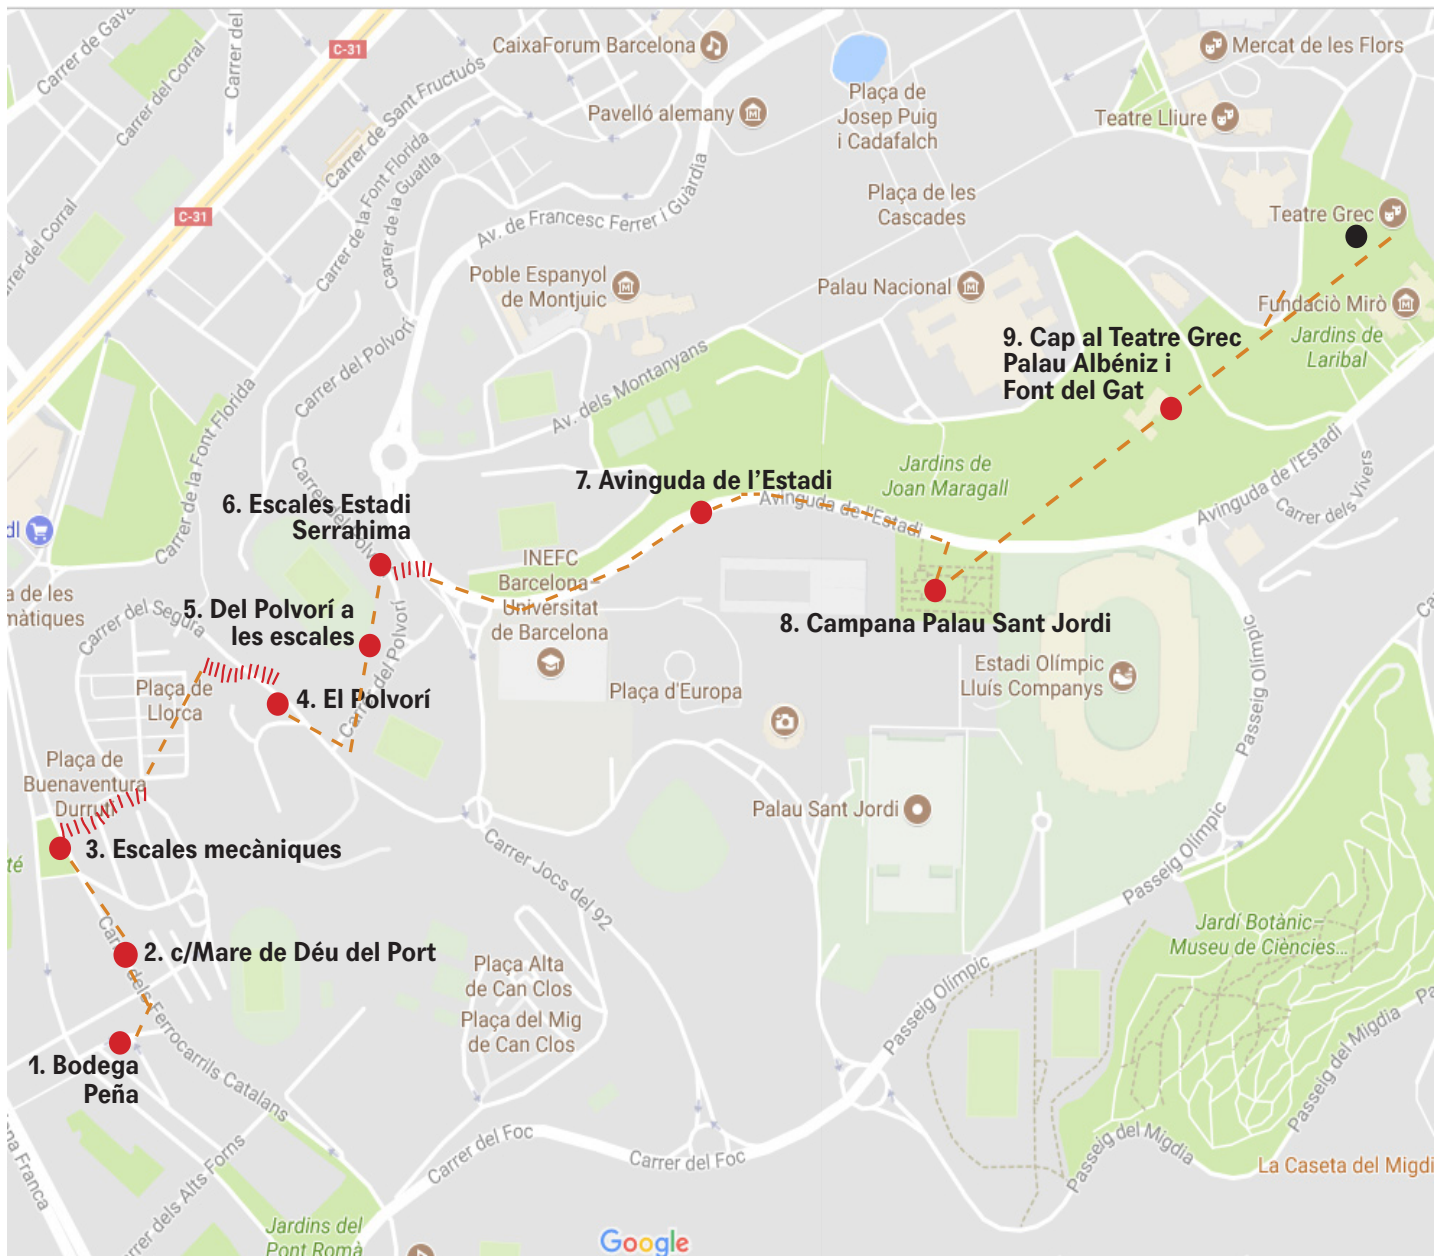 Carrer de Gavà
Carrer del Corral
Carrer del
C-31
Carrer de Sant Fructuós
CaixaForum Barcelona
Mercat de les Flors
Plaça de
Josep Puig
i Cadafalch
Pavelló alemany
Teatre Lliure
Carrer de la Font Florida
Carrer de la Guatlla
Av. de Francesc Ferrer i Guàrdia
Plaça de les
Cascades
C-31
Teatre Grec
Carrer del Corral
Poble Espanyol
de Montjuic
Palau Nacional
Fundaciò Mirò
Jardins de
Laribal
9. Cap al Teatre Grec
Palau Albéniz i
Font del Gat
Carrer del Polvorí
Av. dels Montanyans
Carrer de la Font Florida
Jardins de
Joan Maragall
7. Avinguda de l'Estadi
Avinguda de l'Estadi
Avinguda de l'Estadi
Carrer dels Vivers
6. Escales Estadi
Serrahima
Carrer del Polv
INEFC
Barcelona–
Universitat
de Barcelona
a de les
màtiques
Carrer del Segura
5. Del Polvorí a
les escales
8. Campana Palau Sant Jordi
Carrer del Polvorí
Plaça de
Llorca
4. El Polvorí
Plaça d'Europa
Estadi Olímpic
Lluís Companys
Passeig Olímpic
Plaça de
Buenaventura
Durruti
Palau Sant Jordi
3. Escales mecàniques
Carrer Jocs del 92
Passeig Olímpic
Jardí Botànic–
Museu de Ciències...
2. c/Mare de Déu del Port
Carrer dels Ferrocarrils Catalans
Plaça Alta
de Can Clos
Plaça del Mig
de Can Clos
Passeig Olímpic
1. Bodega
Peña
Passeig del Migdia
Passeig del Migdia
Carrer del Foc
Carrer del Foc
La Caseta del Migdi
na Franca
Carrer dels Alts Forns
Jardins del
Pont Romà
Google